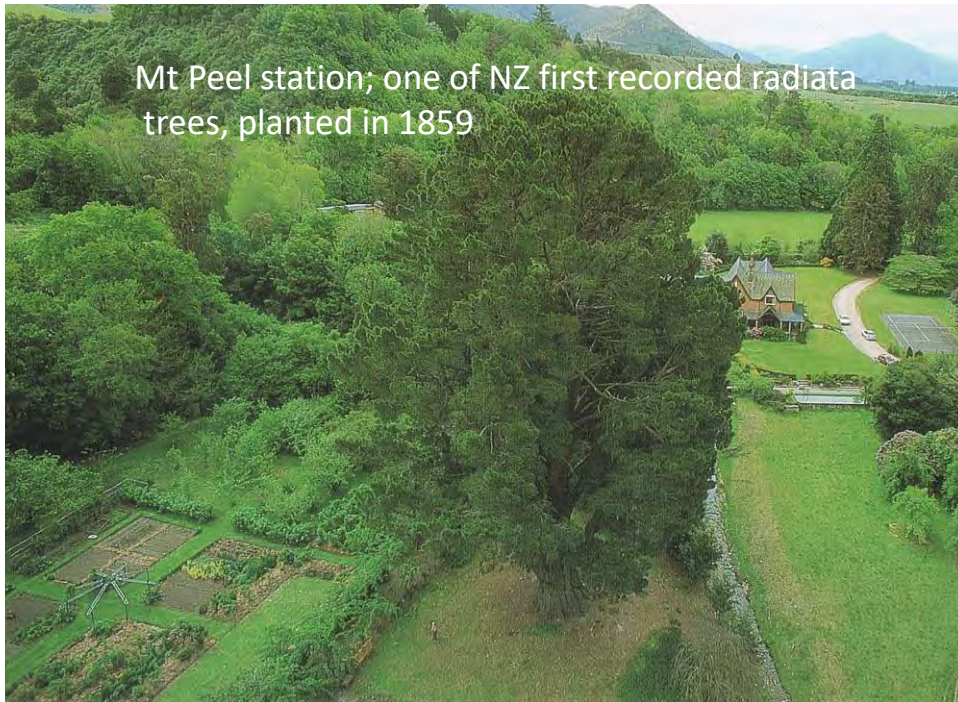 Mt Peel station; one of NZ first recorded radiata
trees, planted in 1859